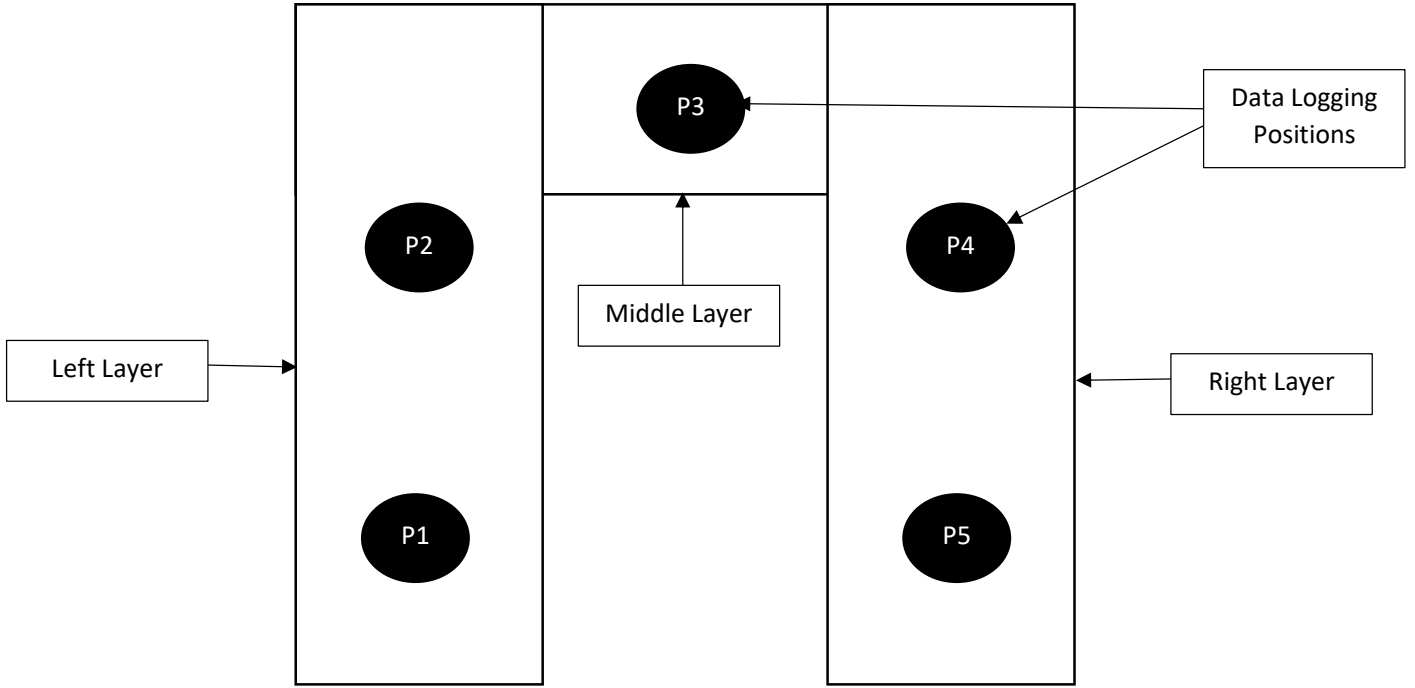 P3
Data Logging
Positions
P2
P4
Middle Layer
Left Layer
Right Layer
P1
P5